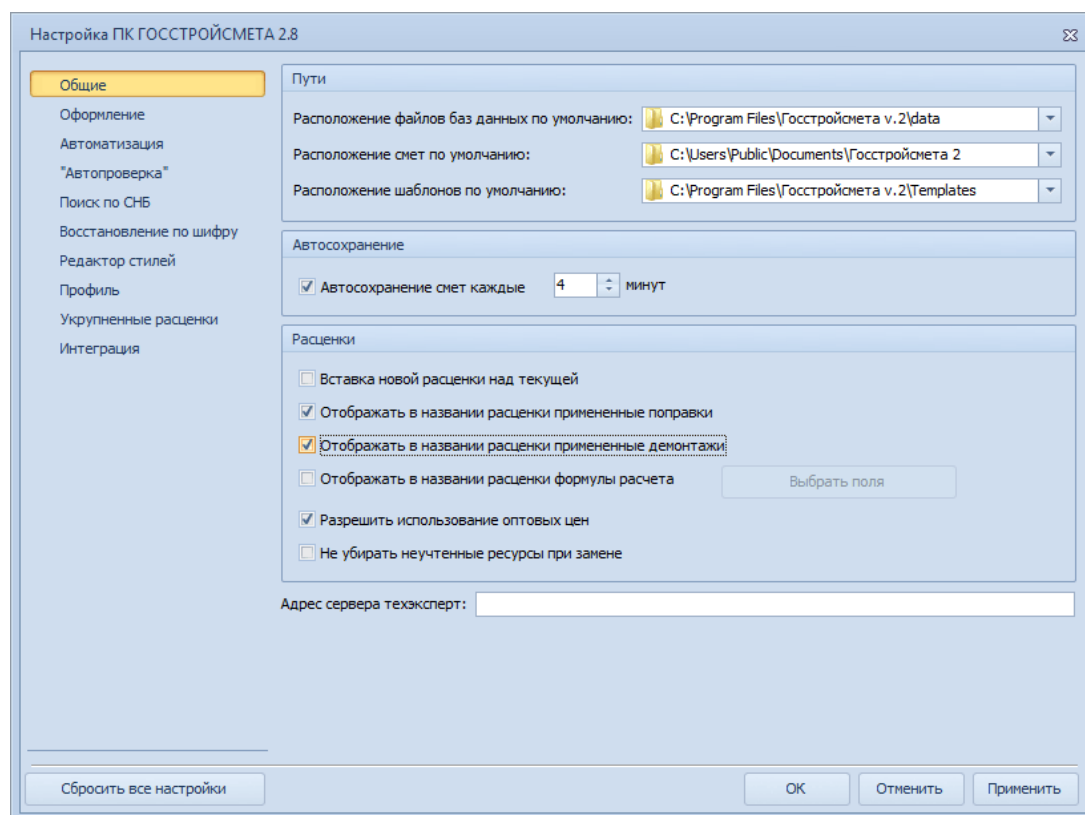 Настройка ПК ГОССТРОЙСМЕТА 2.8
Общие
Оформление
Автоматизация
"Автопроверка"
Поиск по СНБ
Восстановление по шифру
Редактор стилей
Профиль
Укрупненные расценки
Интеграция
Пути
Расположение файлов баз данных по умолчанию: C:\Program Files\Госстройсмета v.2\data
Расположение смет по умолчанию: C:\Users\Public\Documents\Госстройсмета 2
Расположение шаблонов по умолчанию: C:\Program Files\Госстройсмета v.2\Templates
Автосохранение
Автосохранение смет каждые 4 минут
Расценки
Вставка новой расценки над текущей
Отображать в названии расценки примененные поправки
Отображать в названии расценки примененные демонтажи
Отображать в названии расценки формулы расчета Выбрать поля
Разрешить использование оптовых цен
Не убирать неучтенные ресурсы при замене
Адрес сервера техэксперт:
Сбросить все настройки ОК Отменить Применить